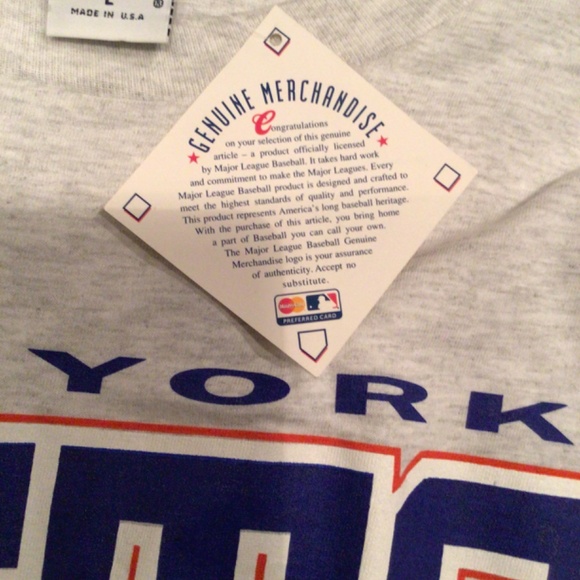 L
MADE IN U.S.A
®
GENUINE MERCHANDISE
Congratulations
on your selection of this genuine
article – a product officially licensed
by Major League Baseball. It takes hard work
and commitment to make the Major Leagues. Every
Major League Baseball product is designed and crafted to
meet the highest standards of quality and performance.
This product represents America's long baseball heritage.
With the purchase of this article, you bring home
a part of Baseball you can call your own.
The Major League Baseball Genuine
Merchandise logo is your assurance
of authenticity. Accept no
substitute.
MasterCard
PREFERRED CARD
YORK